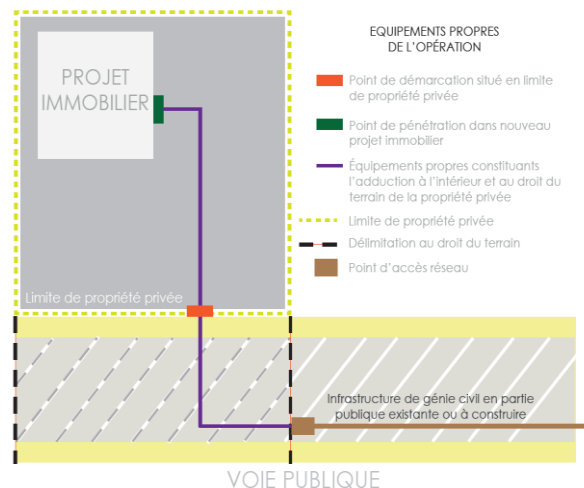 PROJET
IMMOBILIER
Limite de propriété privée
EQUIPEMENTS PROPRES
DE L'OPÉRATION
Point de démarcation situé en limite
de propriété privée
Point de pénétration dans nouveau
projet immobilier
Équipements propres constituants
l'adduction à l'intérieur et au droit du
terrain de la propriété privée
Limite de propriété privée
Délimitation au droit du terrain
Point d'accès réseau
Infrastructure de génie civil en partie
publique existante ou à construire
VOIE PUBLIQUE